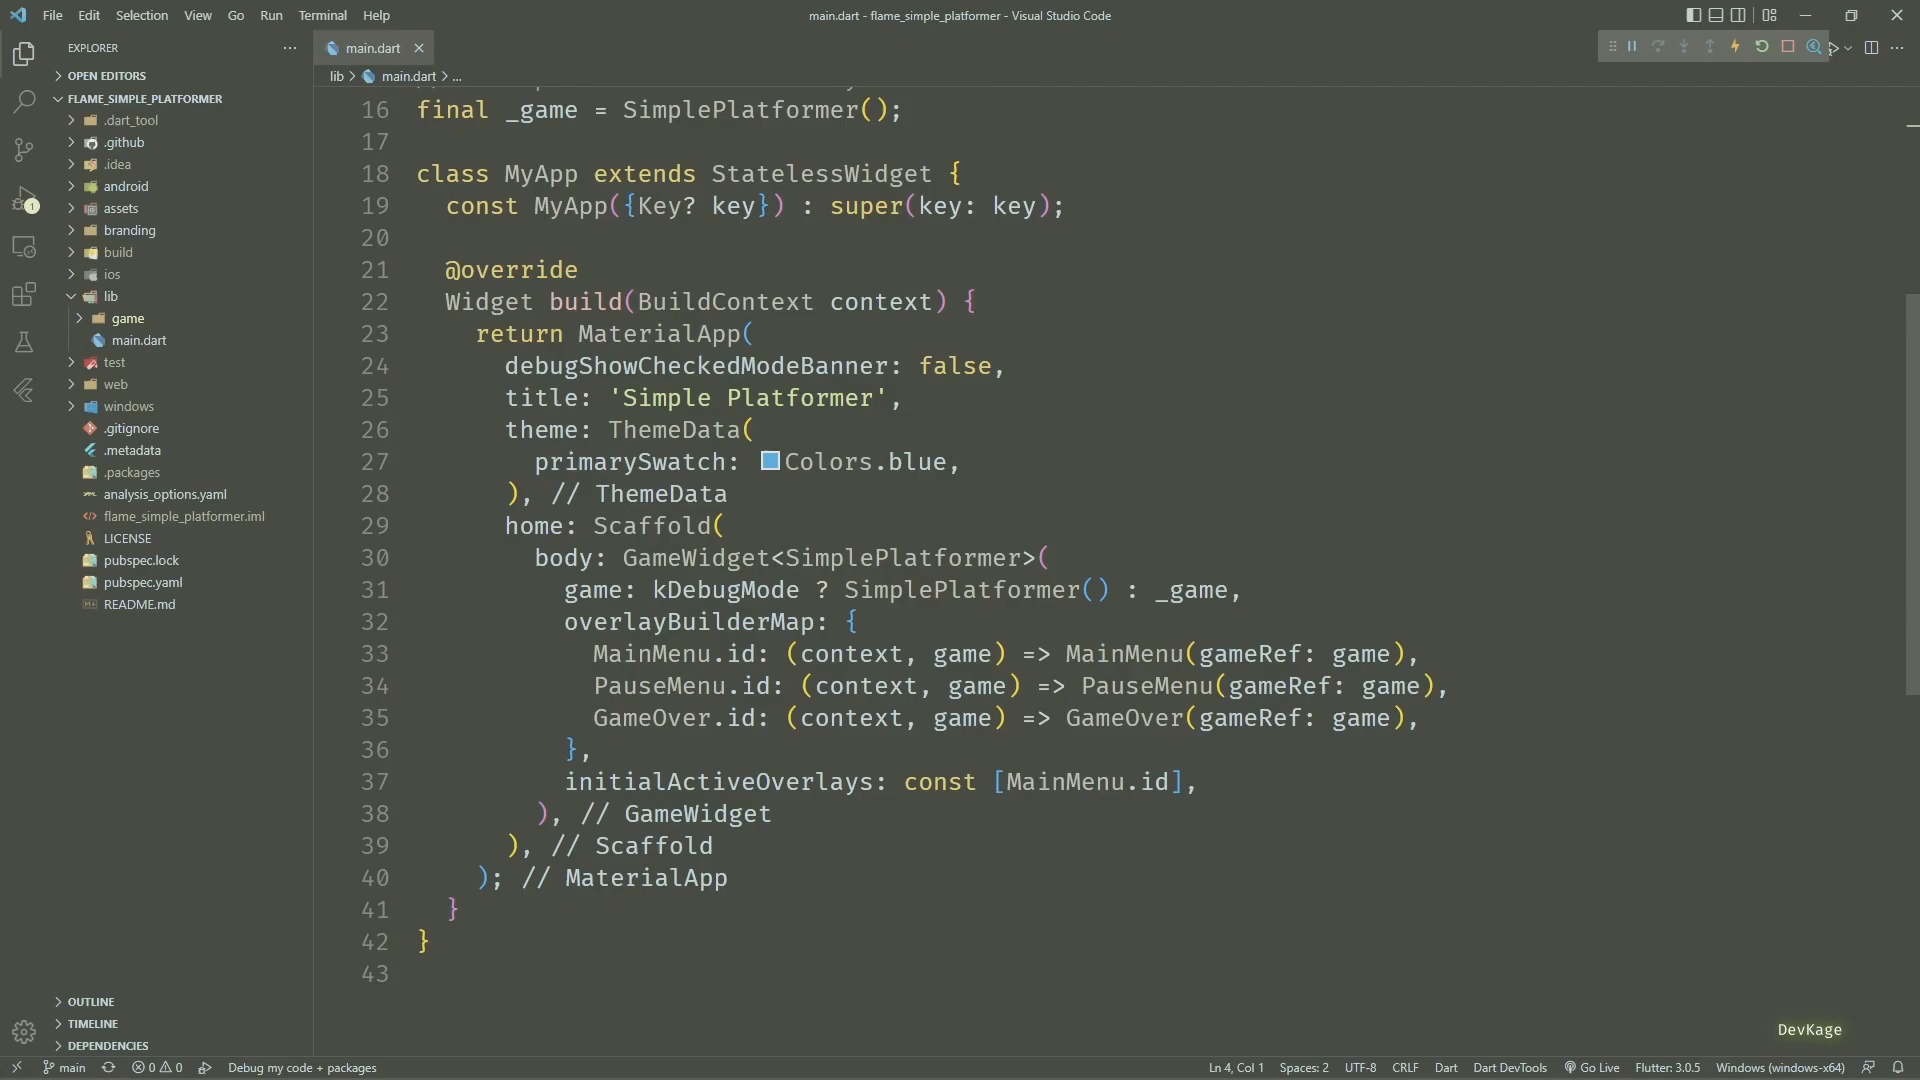 File Edit Selection View Go Run Terminal Help
main.dart - flame_simple_platformer - Visual Studio Code
EXPLORER
OPEN EDITORS
FLAME_SIMPLE_PLATFORMER
.dart_tool
.github
.idea
android
assets
branding
build
ios
lib
game
main.dart
test
web
windows
.gitignore
.metadata
.packages
analysis_options.yaml
flame_simple_platformer.iml
LICENSE
pubspec.lock
pubspec.yaml
README.md
OUTLINE
TIMELINE
DEPENDENCIES
1
main.dart
lib > main.dart > ...
16 final _game = SimplePlatformer();
17
18 class MyApp extends StatelessWidget {
19 const MyApp({Key? key}) : super(key: key);
20
21 @override
22 Widget build(BuildContext context) {
23 return MaterialApp(
24 debugShowCheckedModeBanner: false,
25 title: 'Simple Platformer',
26 theme: ThemeData(
27 primarySwatch: Colors.blue,
28 ), // ThemeData
29 home: Scaffold(
30 body: GameWidget<SimplePlatformer>(
31 game: kDebugMode ? SimplePlatformer() : _game,
32 overlayBuilderMap: {
33 MainMenu.id: (context, game) => MainMenu(gameRef: game),
34 PauseMenu.id: (context, game) => PauseMenu(gameRef: game),
35 GameOver.id: (context, game) => GameOver(gameRef: game),
36 },
37 initialActiveOverlays: const [MainMenu.id],
38 ), // GameWidget
39 ), // Scaffold
40 ); // MaterialApp
41 }
42 }
43
DevKage
main 0 0 Debug my code + packages
Ln 4, Col 1 Spaces: 2 UTF-8 CRLF Dart Dart DevTools Go Live Flutter: 3.0.5 Windows (windows-x64)